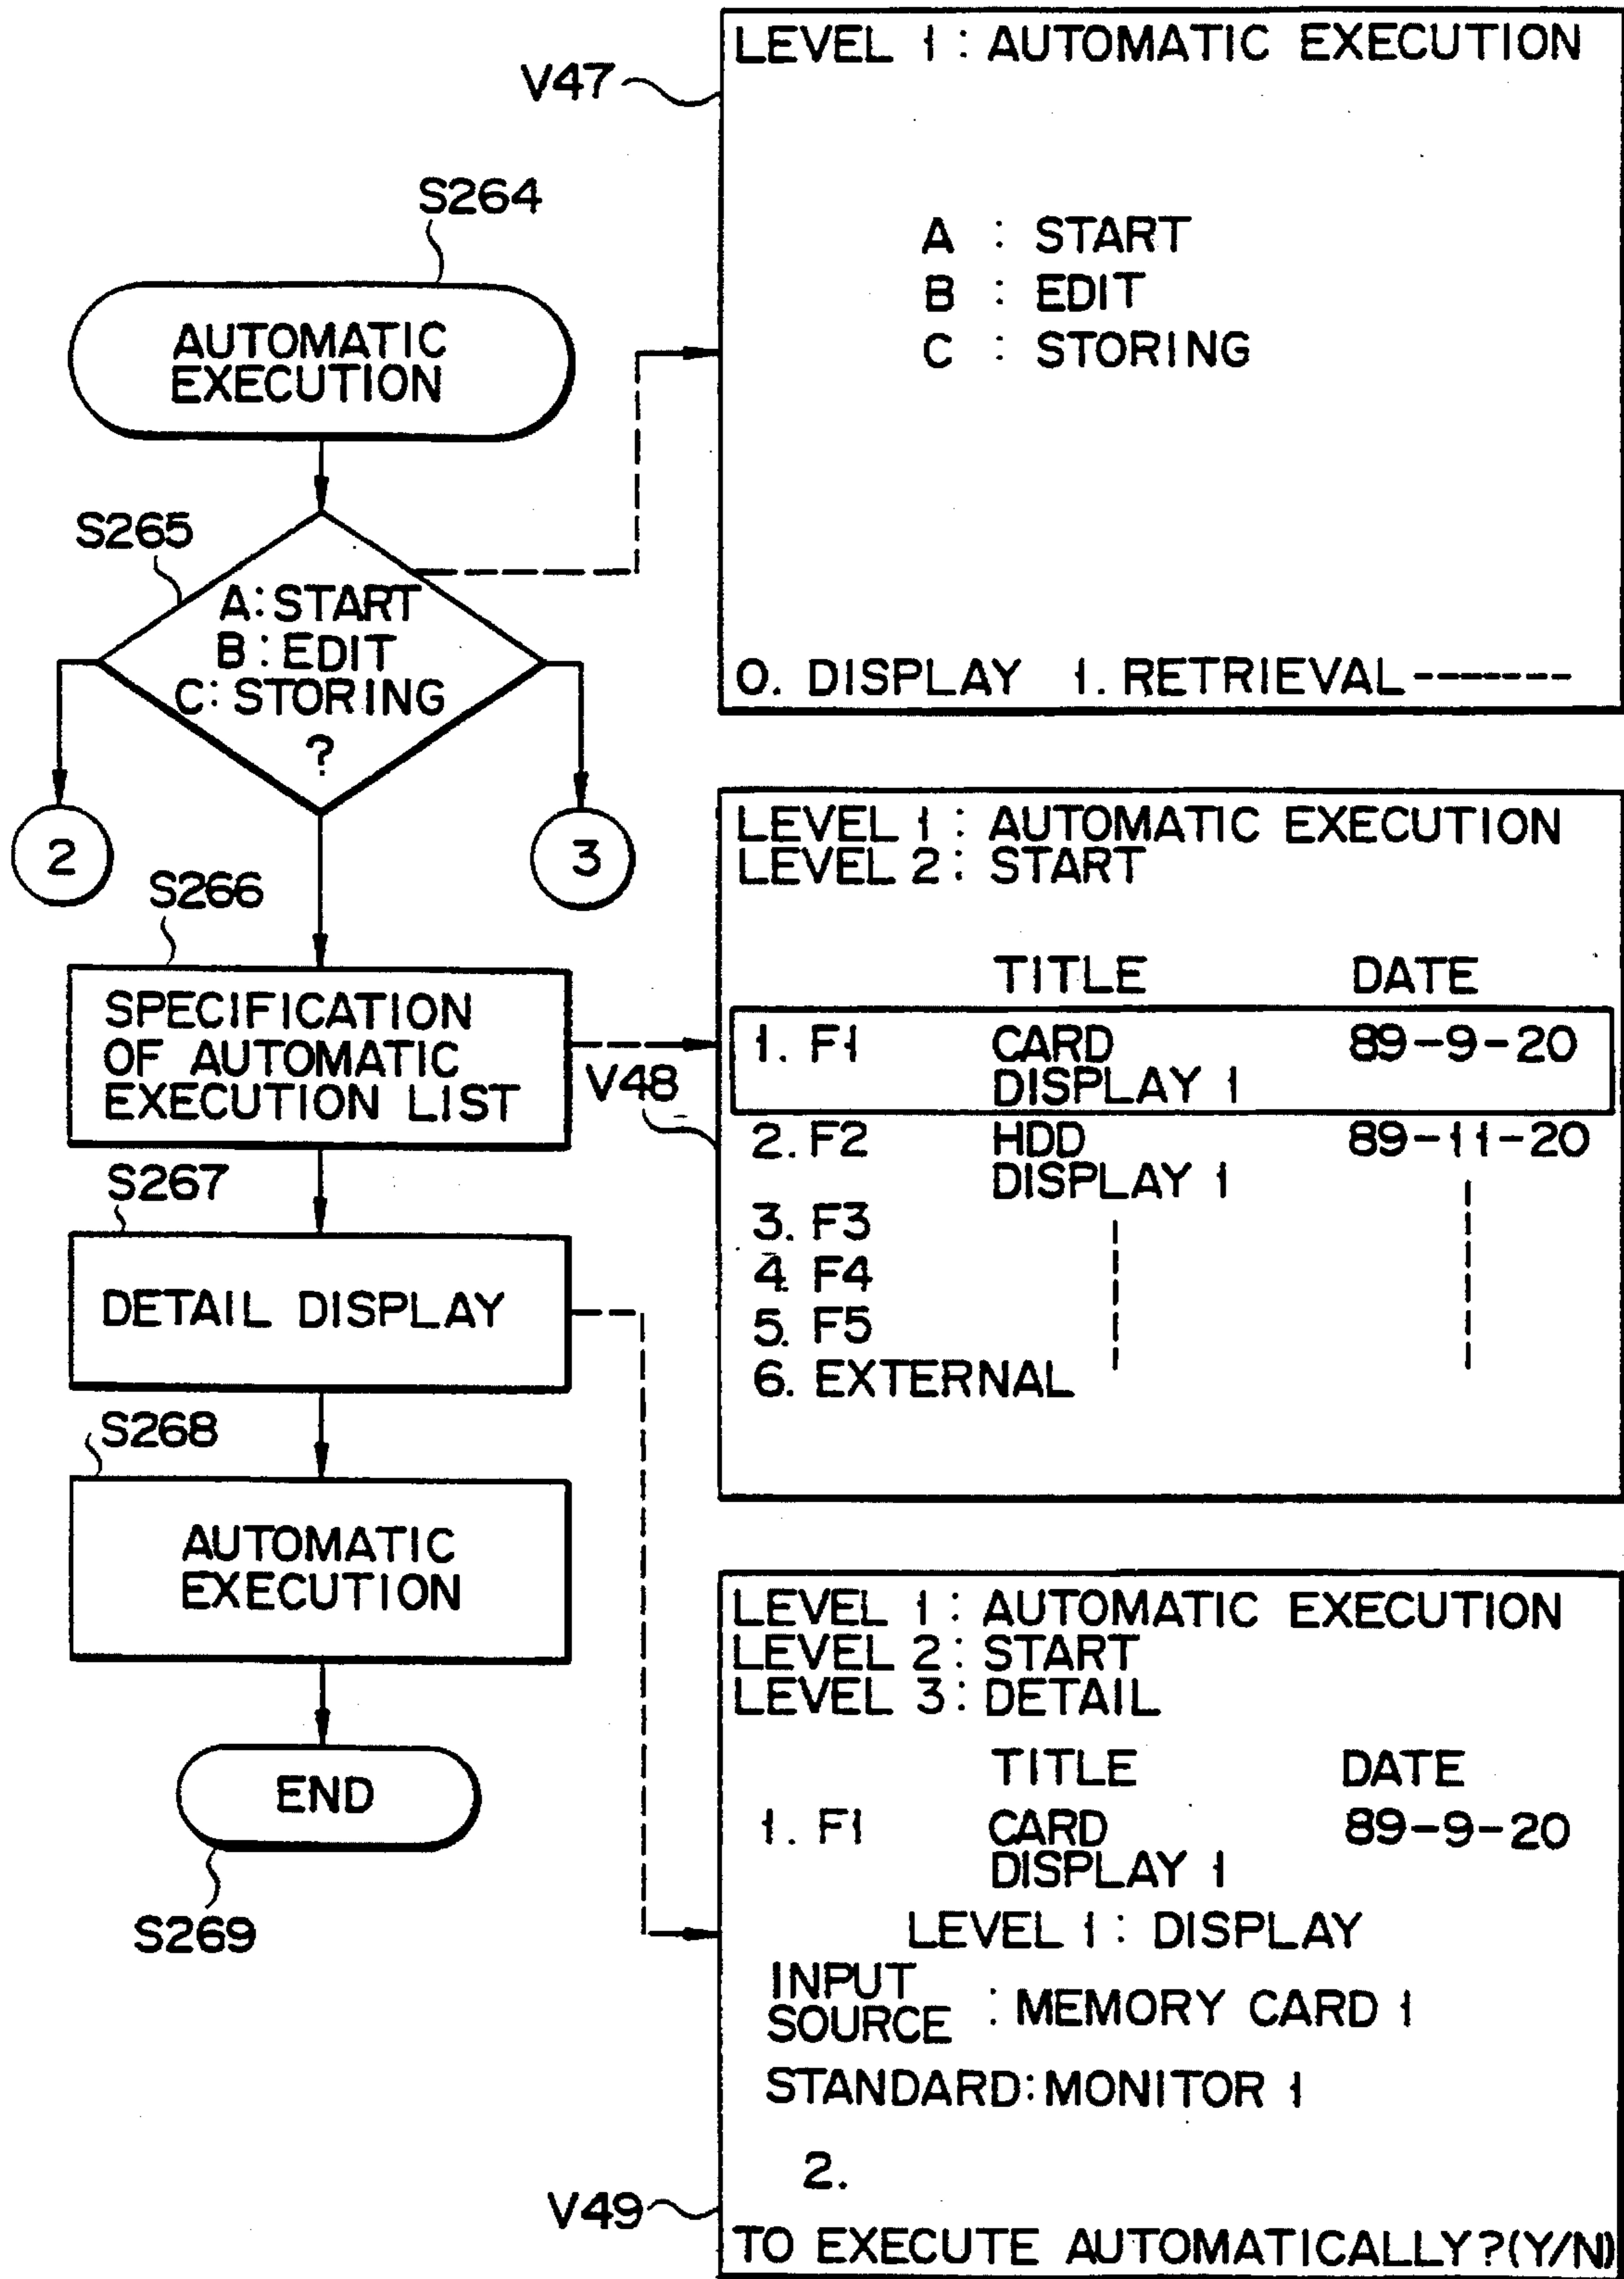 S264
AUTOMATIC
EXECUTION
S265
A:START
B:EDIT
C:STORING
?
2
3
S266
SPECIFICATION
OF AUTOMATIC
EXECUTION LIST
S267
DETAIL DISPLAY
S268
AUTOMATIC
EXECUTION
END
S269
V47
LEVEL 1: AUTOMATIC EXECUTION
A : START
B : EDIT
C : STORING
0. DISPLAY 1. RETRIEVAL-------
V48
LEVEL 1: AUTOMATIC EXECUTION
LEVEL 2: START
TITLE DATE
1. F1 CARD 89-9-20
DISPLAY 1
2. F2 HDD 89-11-20
DISPLAY 1
3. F3
4. F4
5. F5
6. EXTERNAL
V49
LEVEL 1: AUTOMATIC EXECUTION
LEVEL 2: START
LEVEL 3: DETAIL
TITLE DATE
1. F1 CARD 89-9-20
DISPLAY 1
LEVEL 1: DISPLAY
INPUT
SOURCE : MEMORY CARD 1
STANDARD:MONITOR 1
2.
TO EXECUTE AUTOMATICALLY?(Y/N)